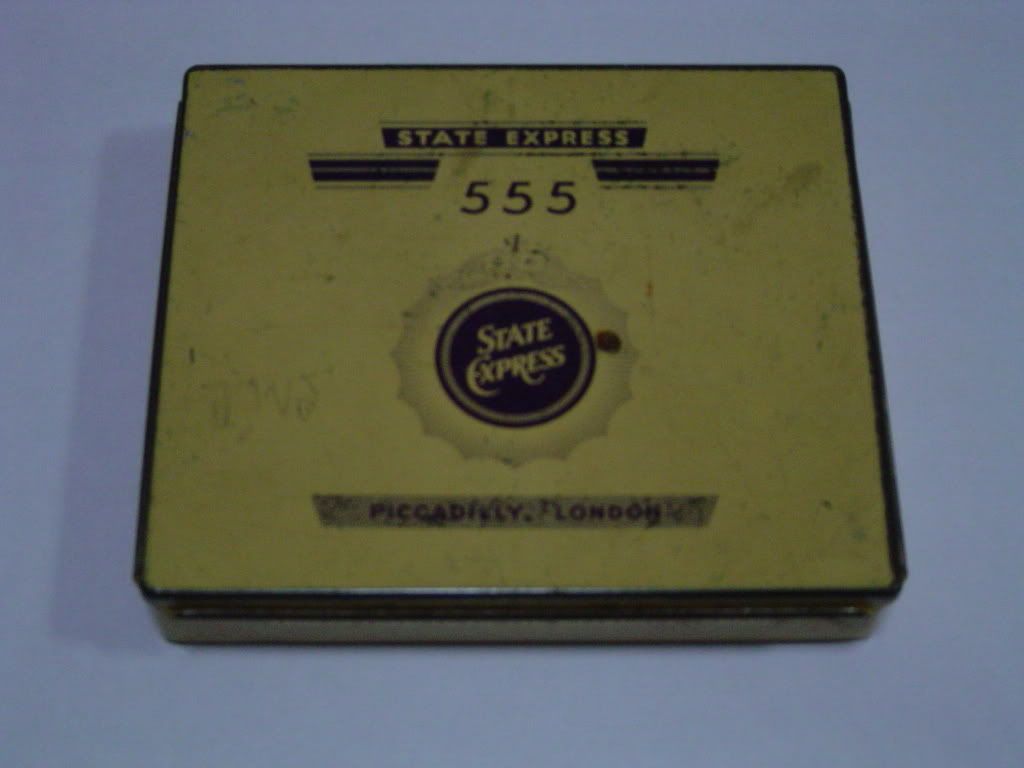 STATE EXPRESS
555
STATE
EXPRESS
PICCADILLY, LONDON